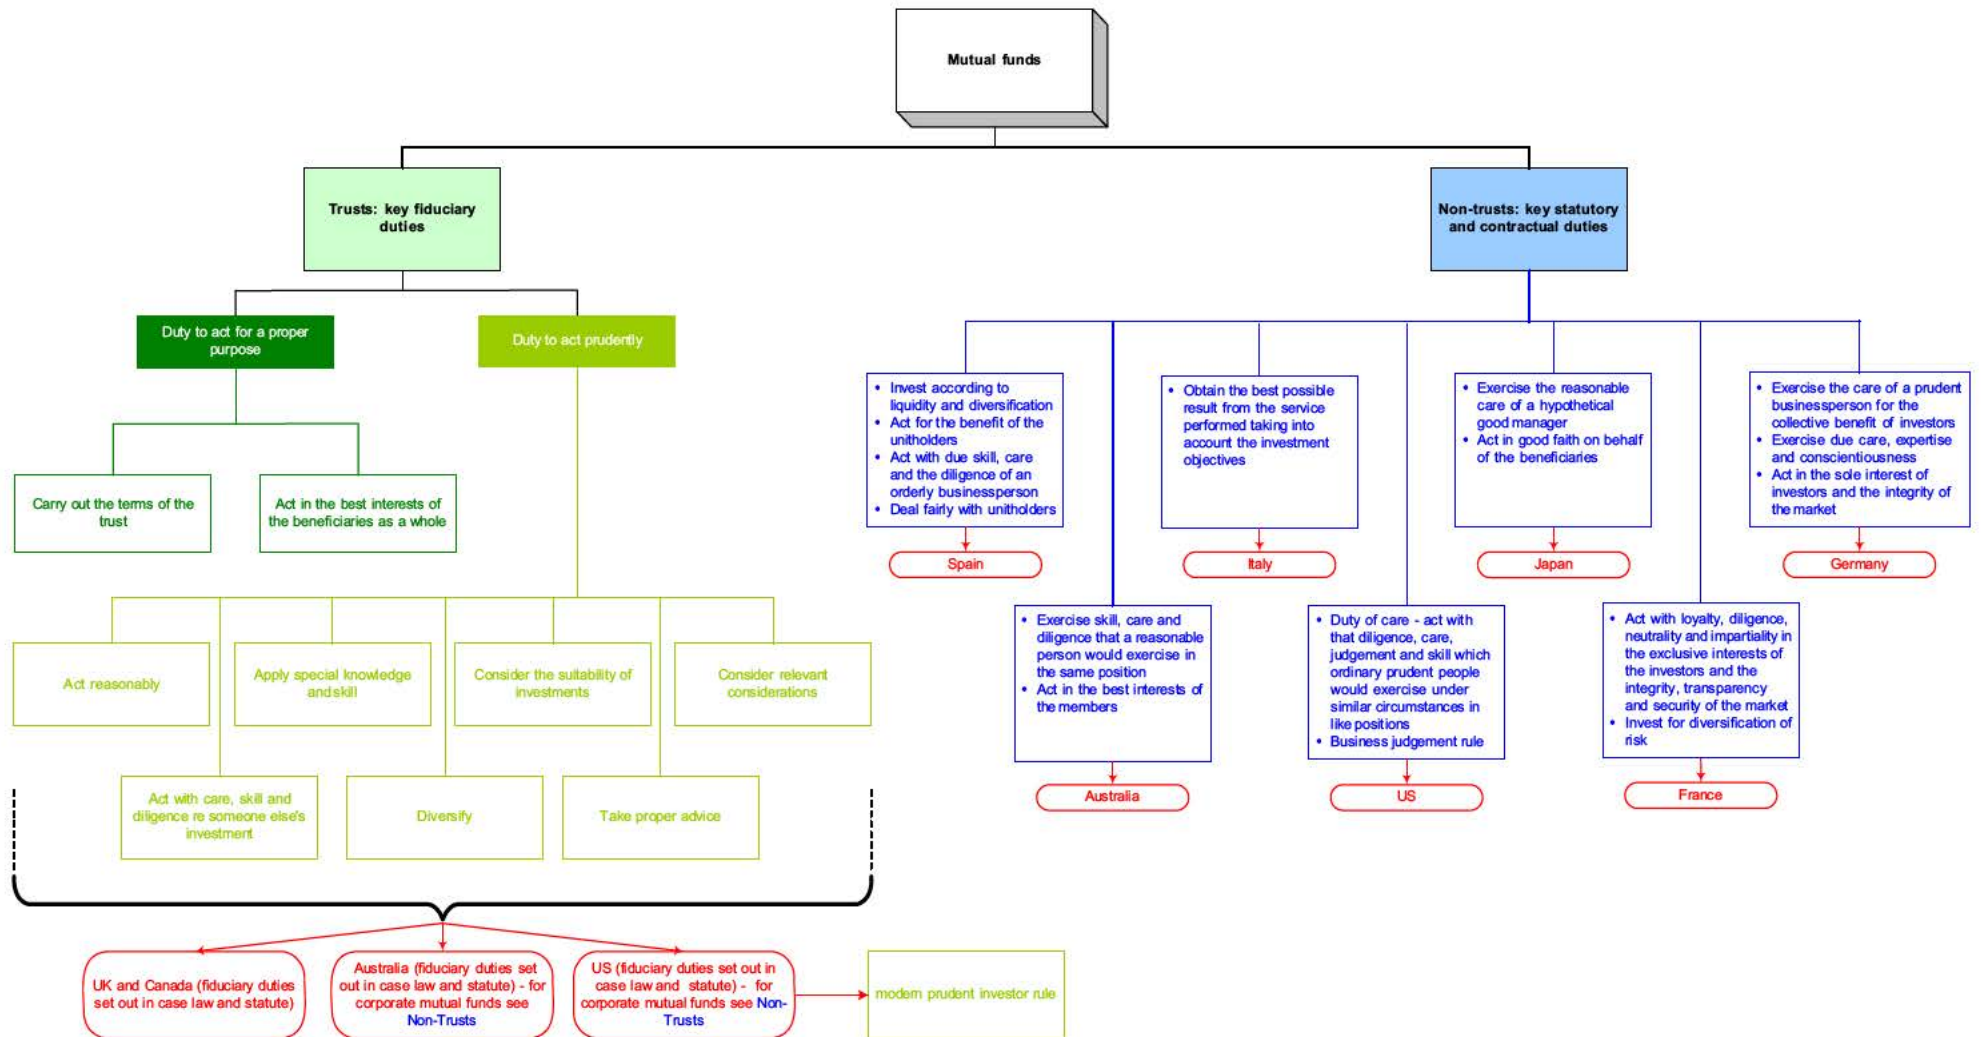 Mutual funds
Trusts: key fiduciary
duties
Non-trusts: key statutory
and contractual duties
Duty to act for a proper
purpose
Duty to act prudently
Carry out the terms of the
trust
Act in the best interests of
the beneficiaries as a whole
Act reasonably
Apply special knowledge
and skill
Consider the suitability of
investments
Consider relevant
considerations
Act with care, skill and
diligence re someone else's
investment
Diversify
Take proper advice
• Invest according to
liquidity and diversification
• Act for the benefit of the
unitholders
• Act with due skill, care
and the diligence of an
orderly businessperson
• Deal fairly with unitholders
Spain
• Obtain the best possible
result from the service
performed taking into
account the investment
objectives
Italy
• Exercise the reasonable
care of a hypothetical
good manager
• Act in good faith on behalf
of the beneficiaries
Japan
• Exercise the care of a prudent
businessperson for the
collective benefit of investors
• Exercise due care, expertise
and conscientiousness
• Act in the sole interest of
investors and the integrity of
the market
Germany
• Exercise skill, care and
diligence that a reasonable
person would exercise in
the same position
• Act in the best interests of
the members
Australia
• Duty of care - act with
that diligence, care,
judgement and skill which
ordinary prudent people
would exercise under
similar circumstances in
like positions
• Business judgement rule
US
• Act with loyalty, diligence,
neutrality and impartiality in
the exclusive interests of
the investors and the
integrity, transparency
and security of the market
• Invest for diversification of
risk
France
UK and Canada (fiduciary duties
set out in case law and statute)
Australia (fiduciary duties set
out in case law and statute) - for
corporate mutual funds see
Non-Trusts
US (fiduciary duties set out in
case law and statute) - for
corporate mutual funds see Non-
Trusts
modern prudent investor rule